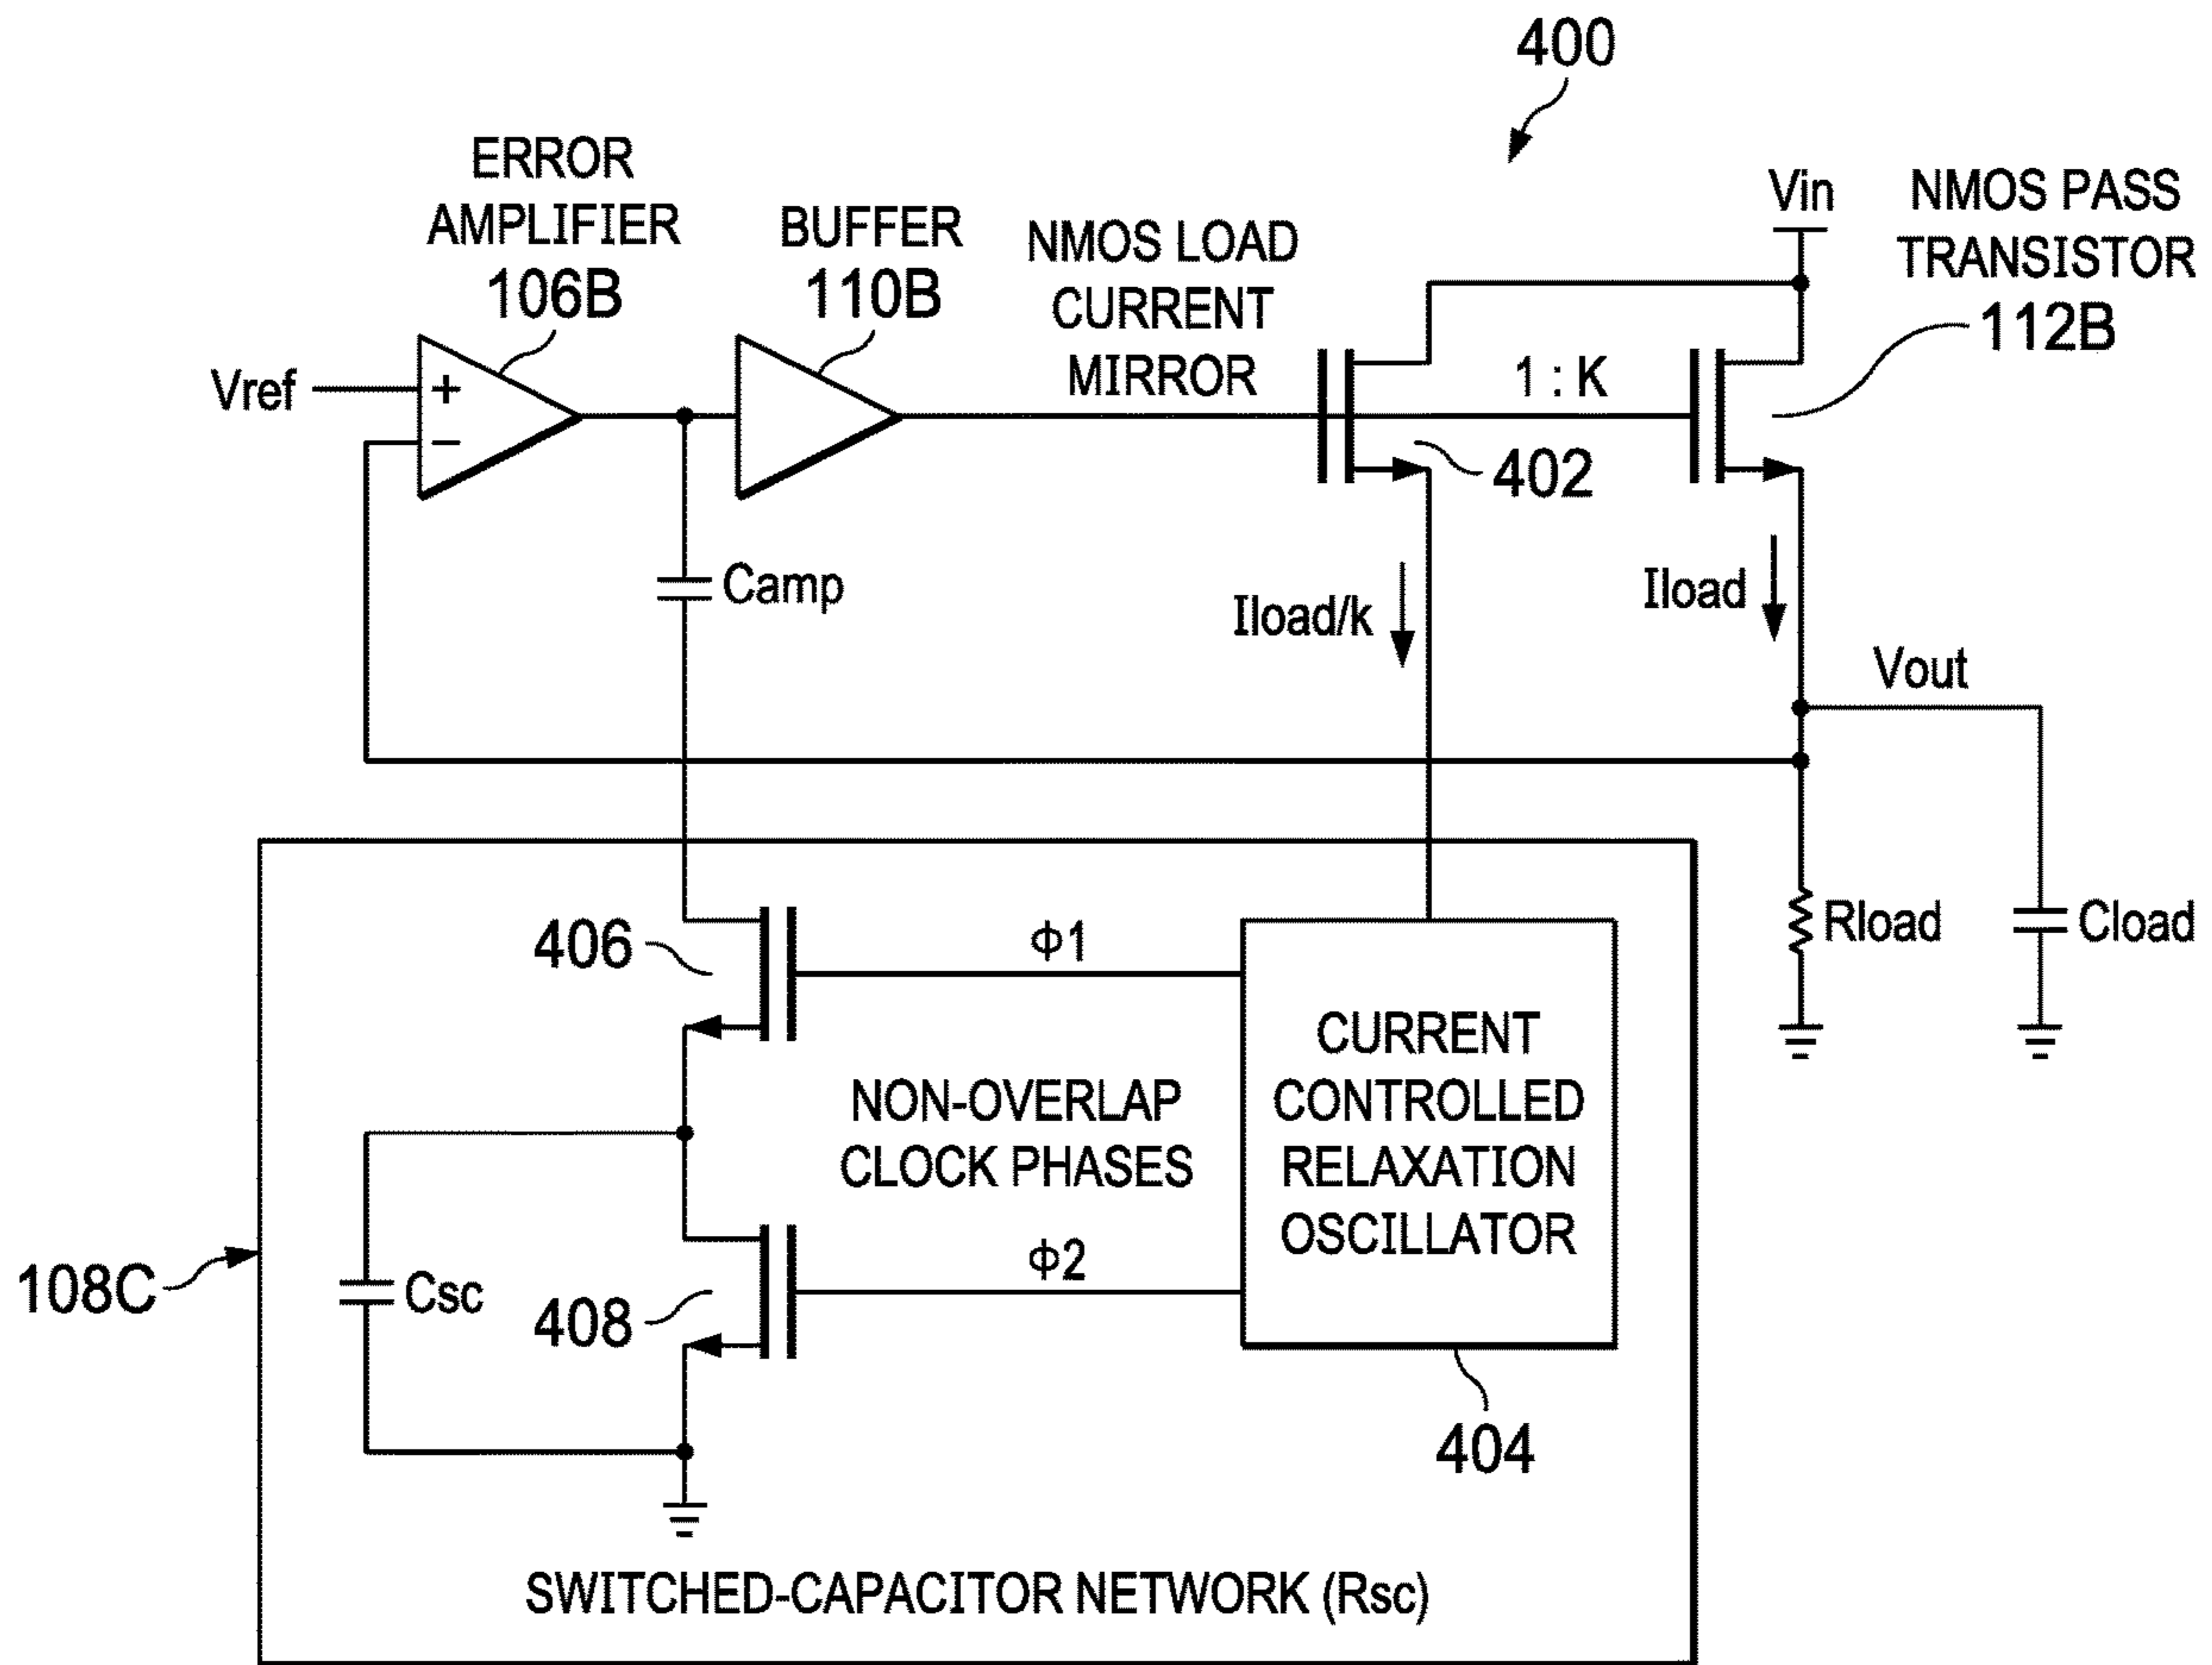 400
ERROR
AMPLIFIER
106B
BUFFER
110B
NMOS LOAD
CURRENT
MIRROR
Vin
NMOS PASS
TRANSISTOR
112B
Vref
+
−
1 : K
402
Camp
Iload/k
Iload
Vout
406
Φ1
Rload
Cload
NON-OVERLAP
CLOCK PHASES
CURRENT
CONTROLLED
RELAXATION
OSCILLATOR
108C
Csc
408
Φ2
404
SWITCHED-CAPACITOR NETWORK (Rsc)